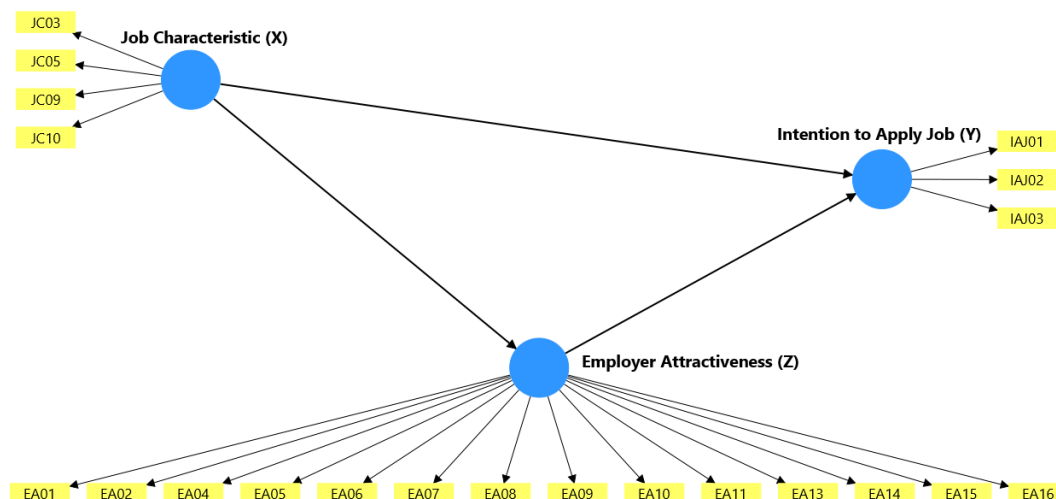 JC03
Job Characteristic (X)
JC05
JC09
JC10
Intention to Apply Job (Y)
IAJ01
IAJ02
IAJ03
Employer Attractiveness (Z)
EA01 EA02 EA04 EA05 EA06 EA07 EA08 EA09 EA10 EA11 EA13 EA14 EA15 EA16